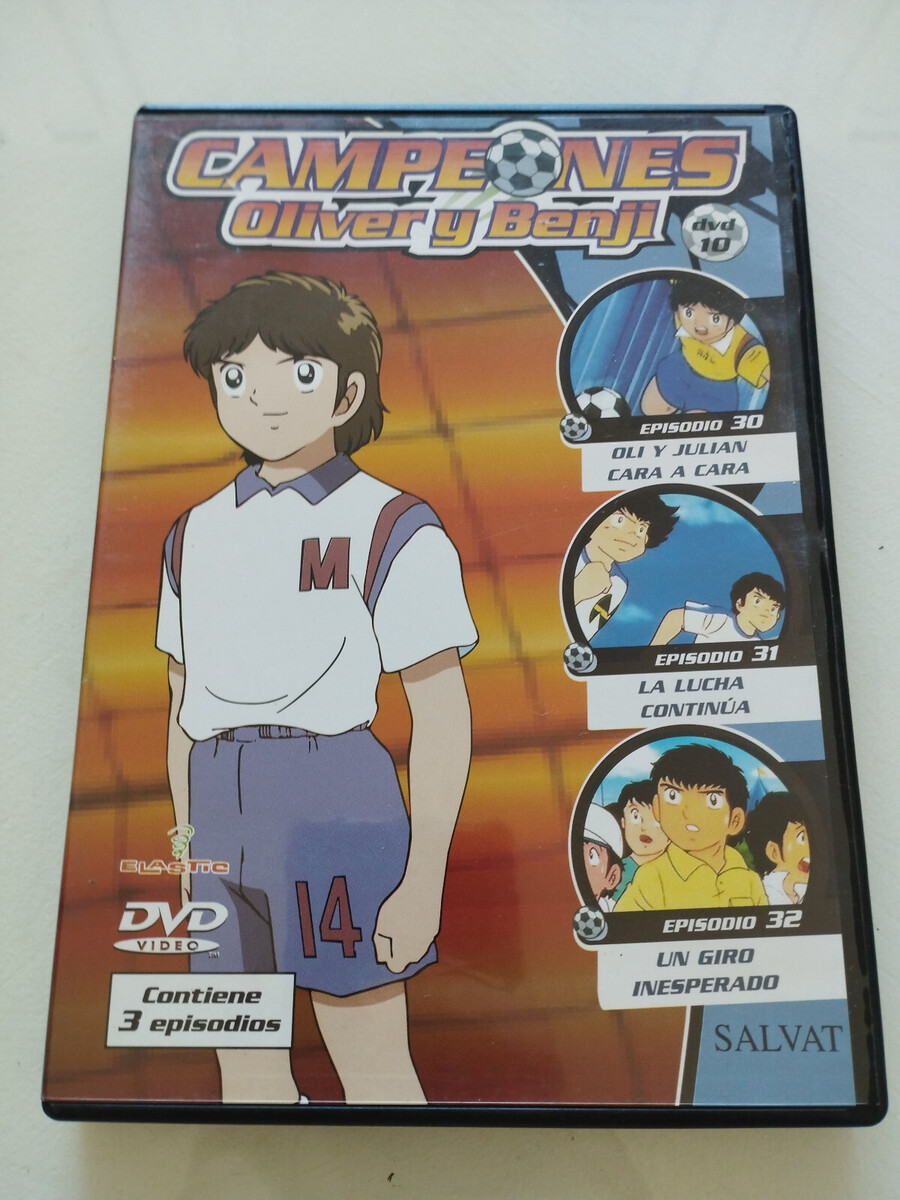 CAMPEONES
Oliver y Benji
dvd
10
EPISODIO 30
OLI Y JULIAN
CARA A CARA
M
EPISODIO 31
LA LUCHA
CONTINÚA
EPISODIO 32
UN GIRO
INESPERADO
14
ELASTIC
DVD
VIDEO
Contiene
3 episodios
SALVAT